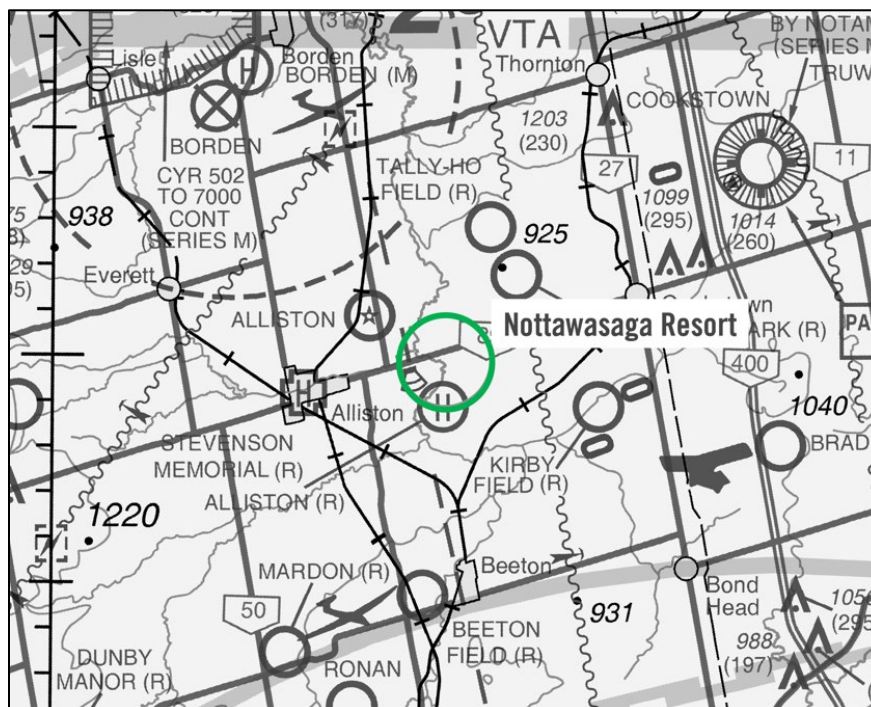 (317)
VTA
BY NOTAM
(SERIES M
TRUW
Lisle
Borden
BORDEN (M)
H
Thornton
COOKSTOWN
1203
(230)
BORDEN
CYR 502
TO 7000
CONT
(SERIES M)
TALLY-HO
FIELD (R)
27
11
1099
(295)
1014
(260)
938
925
Everett
ALLISTON
Nottawasaga Resort
ARK (R)
PA
400
H
Alliston
H
1040
STEVENSON
MEMORIAL (R)
ALLISTON (R)
KIRBY
FIELD (R)
BRAD
1220
MARDON (R)
Beeton
50
931
Bond
Head
BEETON
FIELD (R)
988
(197)
(295
DUNBY
MANOR (R)
RONAN